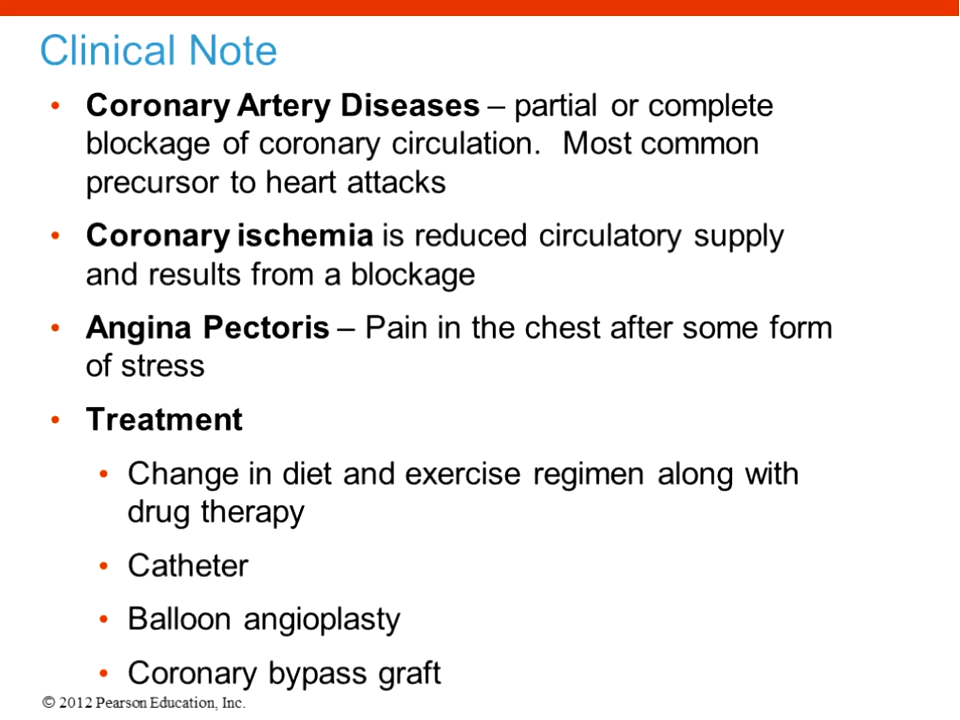 Clinical Note
• Coronary Artery Diseases – partial or complete
blockage of coronary circulation. Most common
precursor to heart attacks
• Coronary ischemia is reduced circulatory supply
and results from a blockage
• Angina Pectoris – Pain in the chest after some form
of stress
• Treatment
• Change in diet and exercise regimen along with
drug therapy
• Catheter
• Balloon angioplasty
• Coronary bypass graft
© 2012 Pearson Education, Inc.